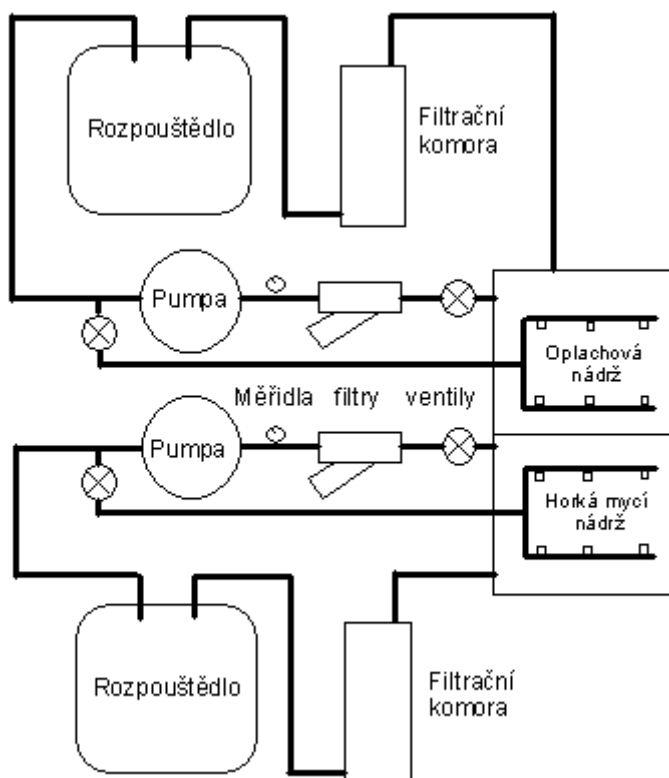 Rozpouštědlo
Filtrační
komora
Pumpa
Oplachová
nádrž
Měřidla filtry ventily
Pumpa
Horká mycí
nádrž
Rozpouštědlo
Filtrační
komora